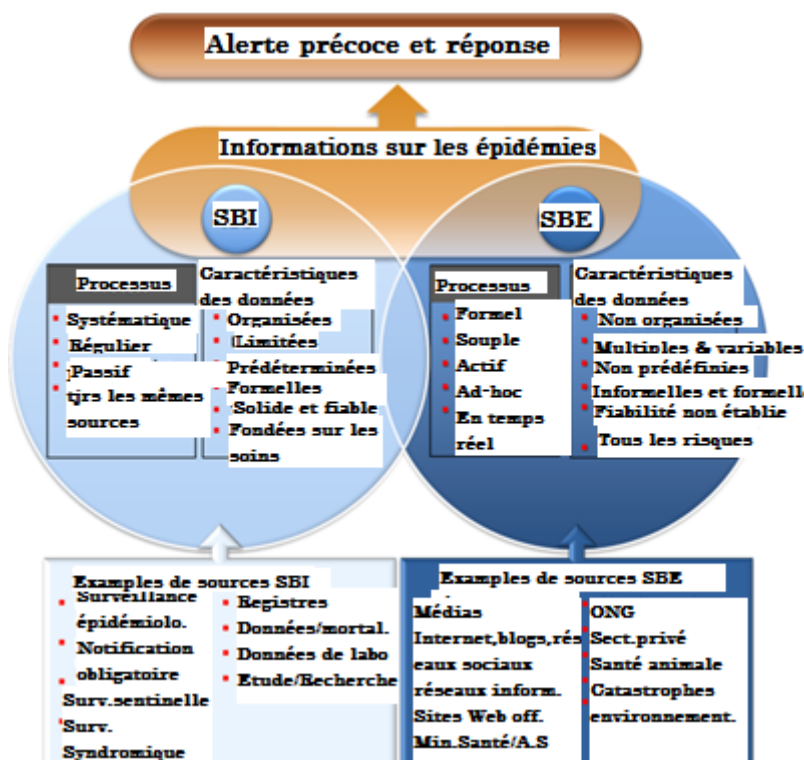 Alerte précoce et réponse
Informations sur les épidémies
SBI
SBE
Processus
Systématique
Régulier
Passif
tjrs les mêmes
sources
Caractéristiques
des données
Organisées
(Limitées
Prédéterminées
Formelles
Solide et fiable
Fondées sur les
soins
Processus
Formel
Souple
Actif
Ad-hoc
En temps
réel
Caractéristiques
des données
Non organisées
Multiples & variables
Non prédéfinies
Informelles et formell
Fiabilité non établie
Tous les risques
Examples de sources SBI
Surveillance
épidémiolo.
Notification
obligatoire
Surv.sentinelle
Surv.
Syndromique
Registres
Données/mortal.
Données de labo
Etude/Recherche
Examples de sources SBE
Médias
Internet,blogs,rés
eaux sociaux
réseaux inform.
Sites Web off.
Min.Santé/A.S
ONG
Sect.privé
Santé animale
Catastrophes
environnement.